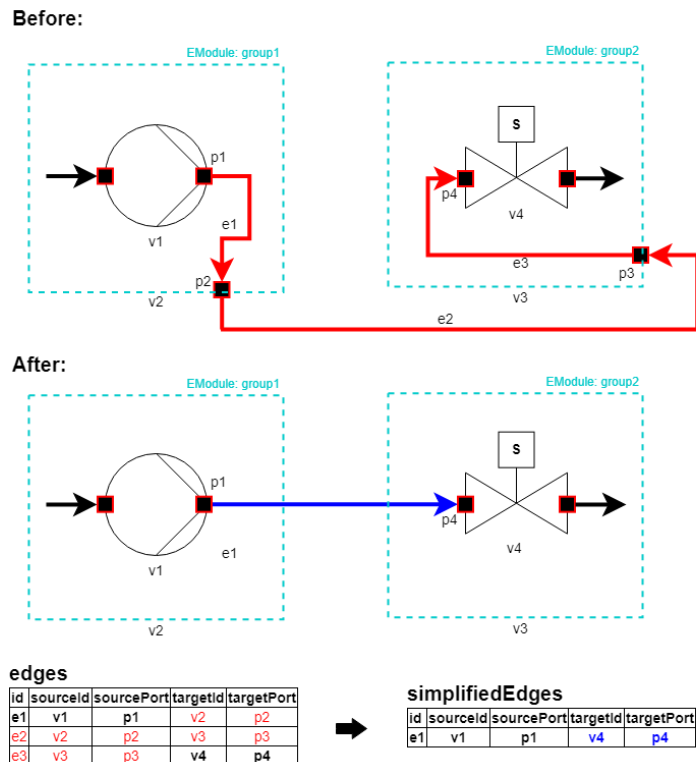 Before:
EModule: group1
EModule: group2
S
p1
p4
v4
e1
v1
e3
p2
p3
v2
v3
e2
After:
EModule: group1
EModule: group2
S
p1
p4
v4
e1
v1
v2
v3
edges
id sourceId sourcePort targetId targetPort
e1 v1 p1 v2 p2
e2 v2 p2 v3 p3
e3 v3 p3 v4 p4
simplifiedEdges
id sourceId sourcePort targetId targetPort
e1 v1 p1 v4 p4